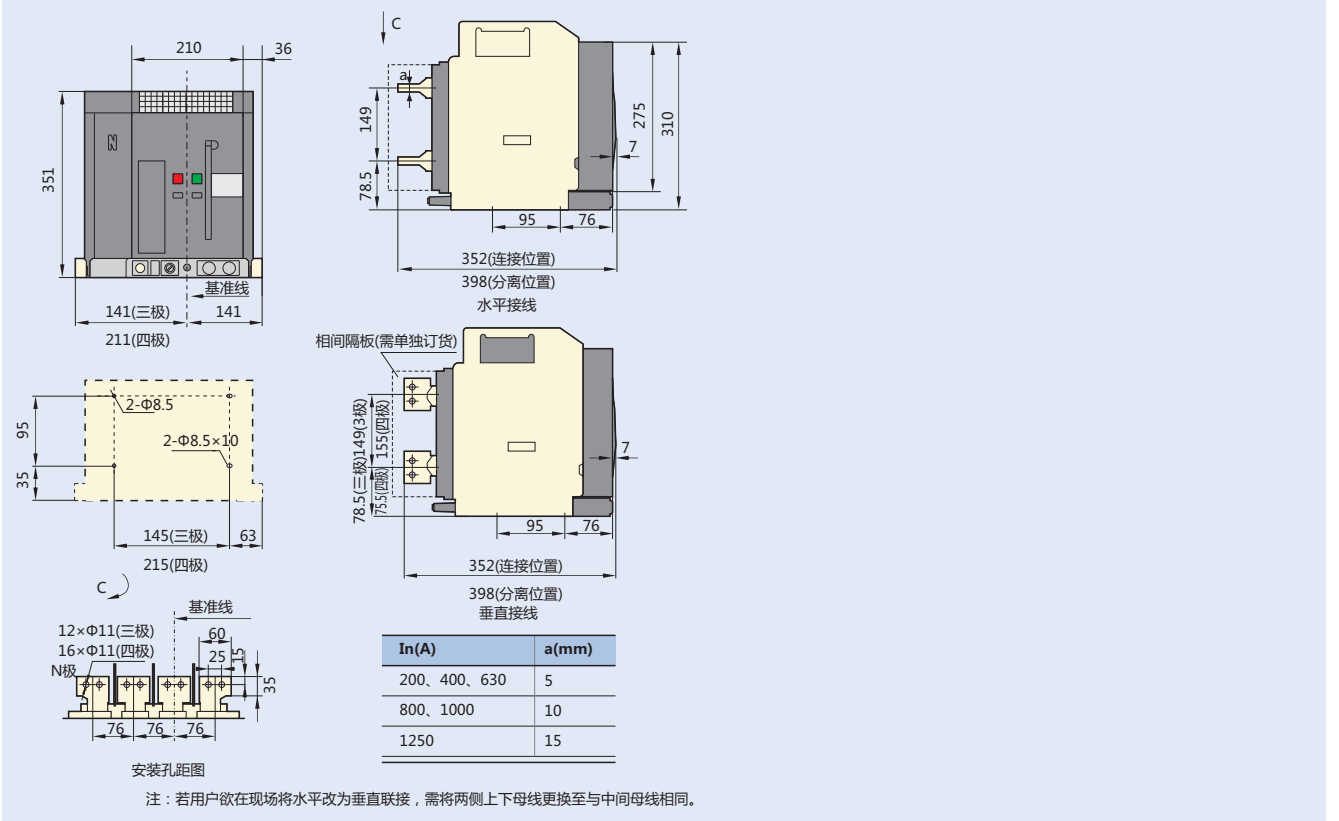 210
36
351
基准线
141(三极)
141
211(四极)
C
a
149
78.5
275
310
7
95
76
352(连接位置)
398(分离位置)
水平接线
2-Φ8.5
2-Φ8.5×10
95
35
145(三极)
63
215(四极)
相间隔板(需单独订货)
149(3极)
155(四极)
78.5(三极)
75.5(四极)
7
95
76
352(连接位置)
398(分离位置)
垂直接线
C
基准线
12×Φ11(三极)
16×Φ11(四极)
N极
60
25
15
35
76
76
76
安装孔距图
In(A) a(mm)
200、400、630 5
800、1000 10
1250 15
注：若用户欲在现场将水平改为垂直联接，需将两侧上下母线更换至与中间母线相同。